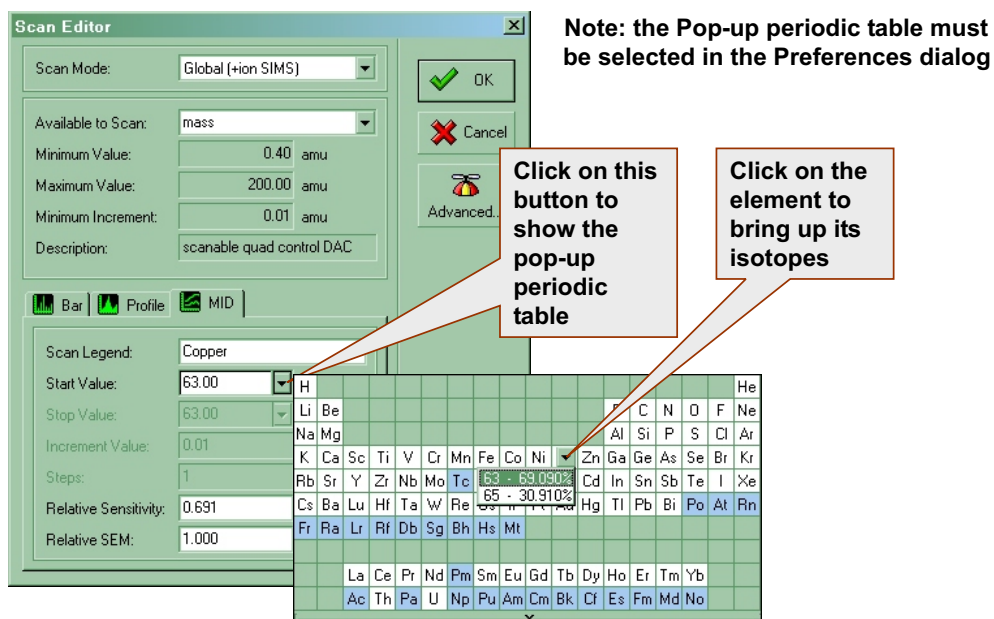 Scan Editor
Note: the Pop-up periodic table must
be selected in the Preferences dialog
Scan Mode: Global (+ion SIMS)
OK
Available to Scan: mass
Cancel
Minimum Value: 0.40 amu
Maximum Value: 200.00 amu
Minimum Increment: 0.01 amu
Advanced..
Description: scanable quad control DAC
Click on this
button to
show the
pop-up
periodic
table
Click on the
element to
bring up its
isotopes
Bar Profile MID
Scan Legend: Copper
Start Value: 63.00
Stop Value: 63.00
Increment Value: 0.01
Steps: 1
Relative Sensitivity: 0.691
Relative SEM: 1.000
H He
Li Be C N O F Ne
Na Mg Al Si P S Cl Ar
K Ca Sc Ti V Cr Mn Fe Co Ni Zn Ga Ge As Se Br Kr
Rb Sr Y Zr Nb Mo Tc 63 - 69.090% Cd In Sn Sb Te I Xe
65 - 30.910%
Cs Ba Lu Hf Ta W Re Hg Tl Pb Bi Po At Rn
Fr Ra Lr Rf Db Sg Bh Hs Mt
La Ce Pr Nd Pm Sm Eu Gd Tb Dy Ho Er Tm Yb
Ac Th Pa U Np Pu Am Cm Bk Cf Es Fm Md No